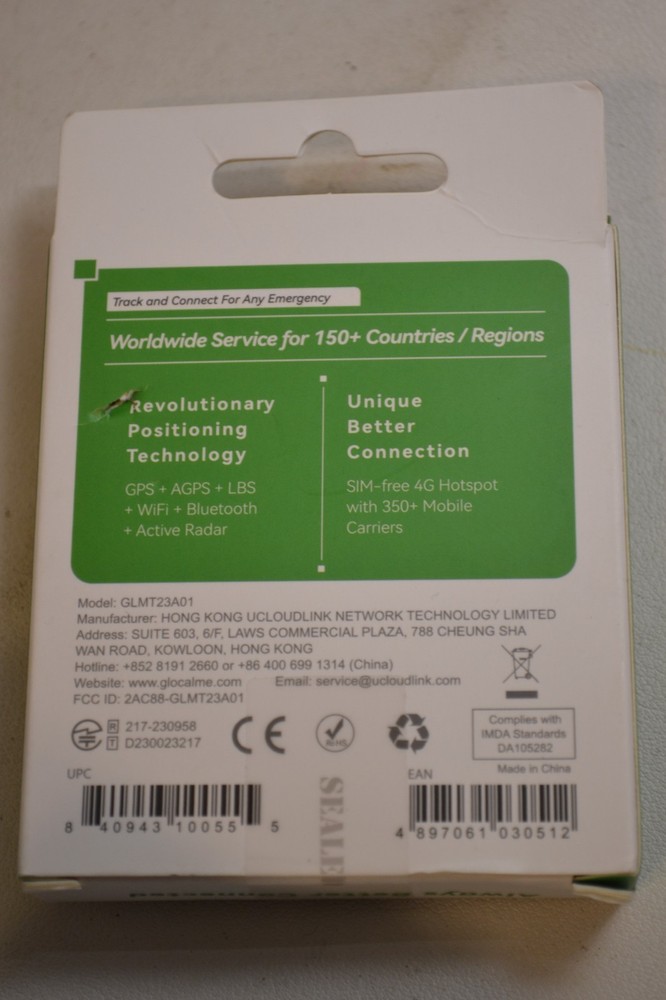 Track and Connect For Any Emergency
Worldwide Service for 150+ Countries / Regions
Revolutionary
Positioning
Technology
GPS + AGPS + LBS
+ WiFi + Bluetooth
+ Active Radar
Unique
Better
Connection
SIM-free 4G Hotspot
with 350+ Mobile
Carriers
Model: GLMT23A01
Manufacturer: HONG KONG UCLOUDLINK NETWORK TECHNOLOGY LIMITED
Address: SUITE 603, 6/F, LAWS COMMERCIAL PLAZA, 788 CHEUNG SHA
WAN ROAD, KOWLOON, HONG KONG
Hotline: +852 8191 2660 or +86 400 699 1314 (China)
Website: www.glocalme.com Email: service@ucloudlink.com
FCC ID: 2AC88-GLMT23A01
R 217-230958
T D230023217
CE
RoHS
Complies with
IMDA Standards
DA105282
Made in China
UPC
8 40943 10055 5
EAN
4 897061 030512
SEALE
Always Better Connected